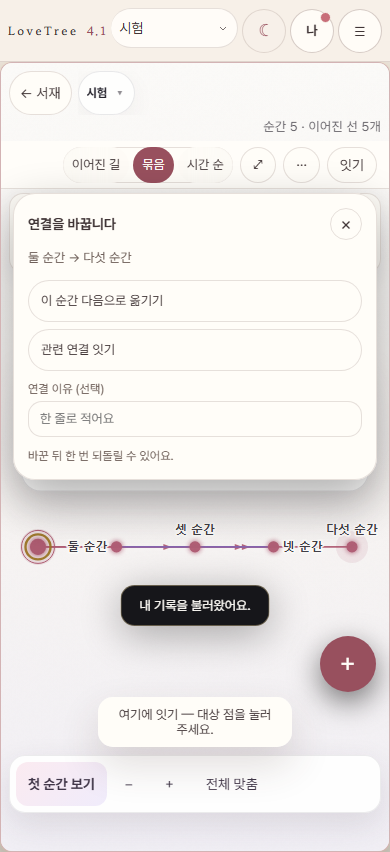 LoveTree 4.1
시험
나
← 서재
시험
순간 5 · 이어진 선 5개
이어진 길
묶음
시간 순
잇기
연결을 바꿉니다
둘 순간 → 다섯 순간
이 순간 다음으로 옮기기
관련 연결 잇기
연결 이유 (선택)
한 줄로 적어요
바꾼 뒤 한 번 되돌릴 수 있어요.
둘 순간
셋 순간
넷 순간
다섯 순간
내 기록을 불러왔어요.
+
여기에 잇기 — 대상 점을 눌러
주세요.
첫 순간 보기
−
+
전체 맞춤